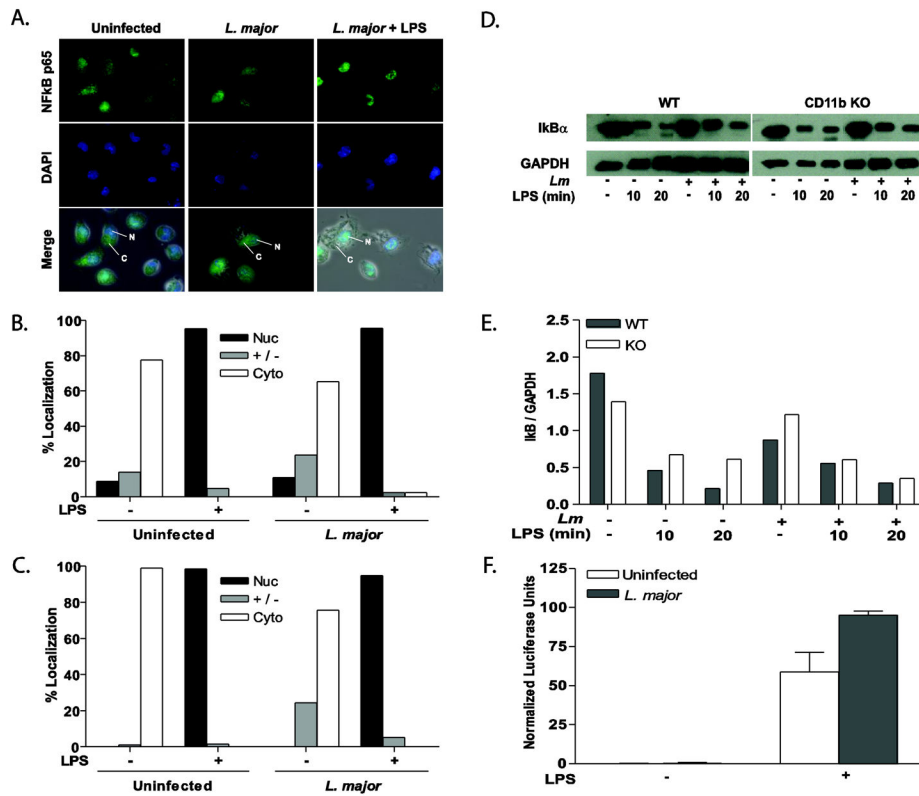 A.
Uninfected L. major L. major + LPS
NFkB p65
DAPI
Merge
N
C
N
C
N
C
B.
100
80
60
40
20
0
% Localization
Nuc
+ / -
Cyto
LPS - + - +
Uninfected L. major
C.
100
80
60
40
20
0
% Localization
Nuc
+ / -
Cyto
LPS - + - +
Uninfected L. major
D.
WT CD11b KO
IkBα
GAPDH
Lm - - - + + + - - - + + +
LPS (min) - 10 20 - 10 20 - 10 20 - 10 20
E.
WT
KO
2.0
1.5
1.0
0.5
0.0
IkB / GAPDH
Lm - - - + + +
LPS (min) - 10 20 - 10 20
F.
Uninfected
L. major
125
100
75
50
25
0
Normalized Luciferase Units
LPS - +